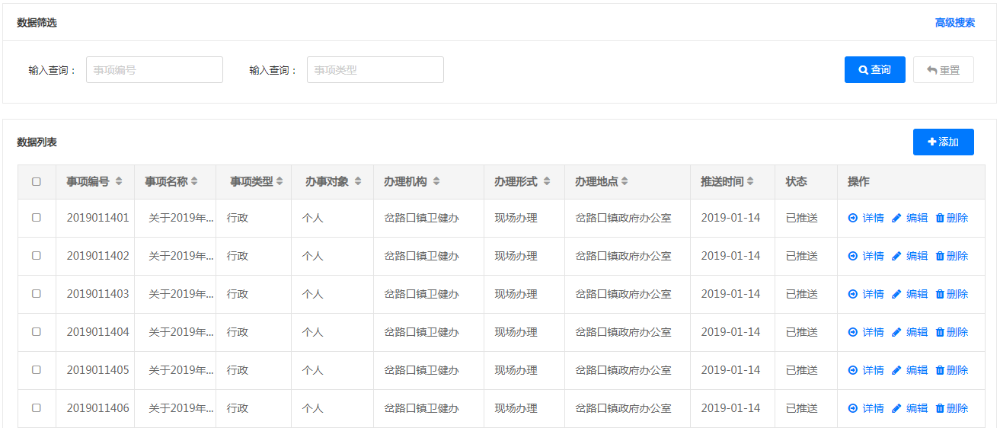 数据筛选 高级搜索
输入查询： 事项编号 输入查询： 事项类型 查询 重置
数据列表 添加
事项编号 事项名称 事项类型 办事对象 办理机构 办理形式 办理地点 推送时间 状态 操作
2019011401 关于2019年... 行政 个人 岔路口镇卫健办 现场办理 岔路口镇政府办公室 2019-01-14 已推送 详情 编辑 删除
2019011402 关于2019年... 行政 个人 岔路口镇卫健办 现场办理 岔路口镇政府办公室 2019-01-14 已推送 详情 编辑 删除
2019011403 关于2019年... 行政 个人 岔路口镇卫健办 现场办理 岔路口镇政府办公室 2019-01-14 已推送 详情 编辑 删除
2019011404 关于2019年... 行政 个人 岔路口镇卫健办 现场办理 岔路口镇政府办公室 2019-01-14 已推送 详情 编辑 删除
2019011405 关于2019年... 行政 个人 岔路口镇卫健办 现场办理 岔路口镇政府办公室 2019-01-14 已推送 详情 编辑 删除
2019011406 关于2019年... 行政 个人 岔路口镇卫健办 现场办理 岔路口镇政府办公室 2019-01-14 已推送 详情 编辑 删除